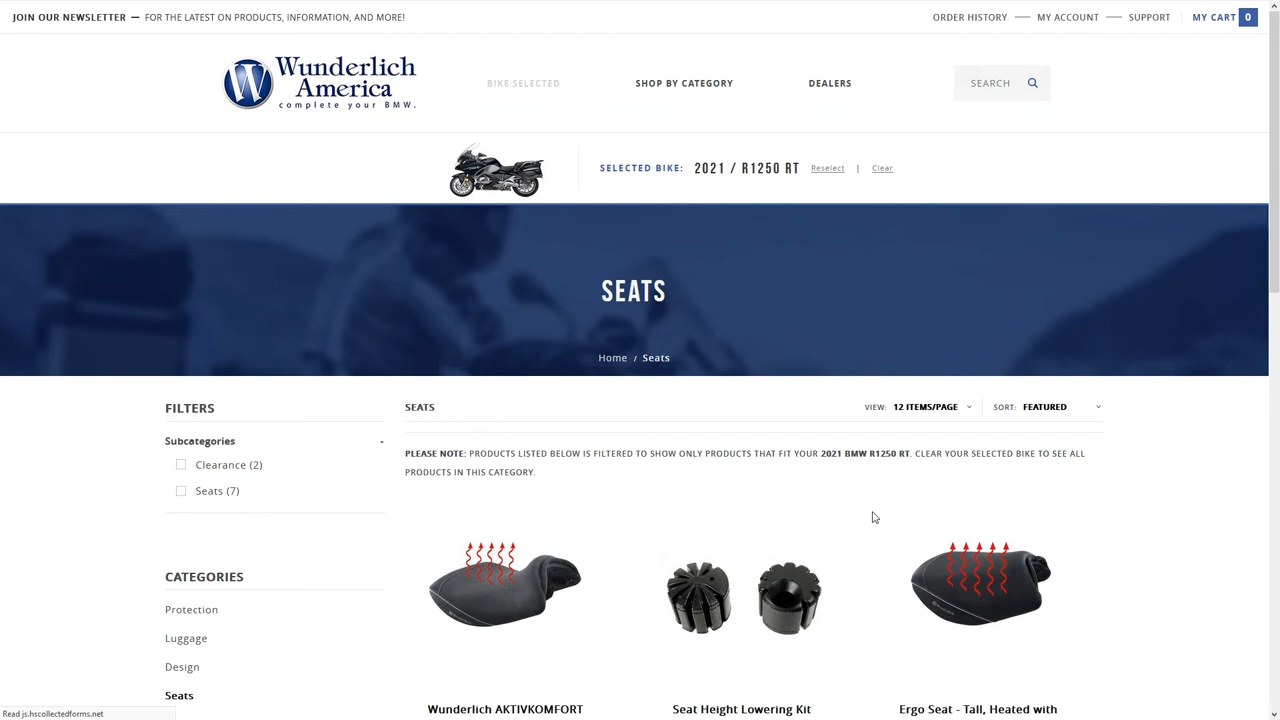 JOIN OUR NEWSLETTER — FOR THE LATEST ON PRODUCTS, INFORMATION, AND MORE!
ORDER HISTORY — MY ACCOUNT — SUPPORT
MY CART 0
Wunderlich
America
complete your BMW.
BIKE SELECTED
SHOP BY CATEGORY
DEALERS
SEARCH
SELECTED BIKE: 2021 / R1250 RT Reselect | Clear
SEATS
Home / Seats
FILTERS
Subcategories -
Clearance (2)
Seats (7)
CATEGORIES
Protection
Luggage
Design
Seats
SEATS
VIEW: 12 ITEMS/PAGE
SORT: FEATURED
PLEASE NOTE: PRODUCTS LISTED BELOW IS FILTERED TO SHOW ONLY PRODUCTS THAT FIT YOUR 2021 BMW R1250 RT. CLEAR YOUR SELECTED BIKE TO SEE ALL
PRODUCTS IN THIS CATEGORY.
Wunderlich AKTIVKOMFORT
Seat Height Lowering Kit
Ergo Seat - Tall, Heated with
Read js.hscollectedforms.net